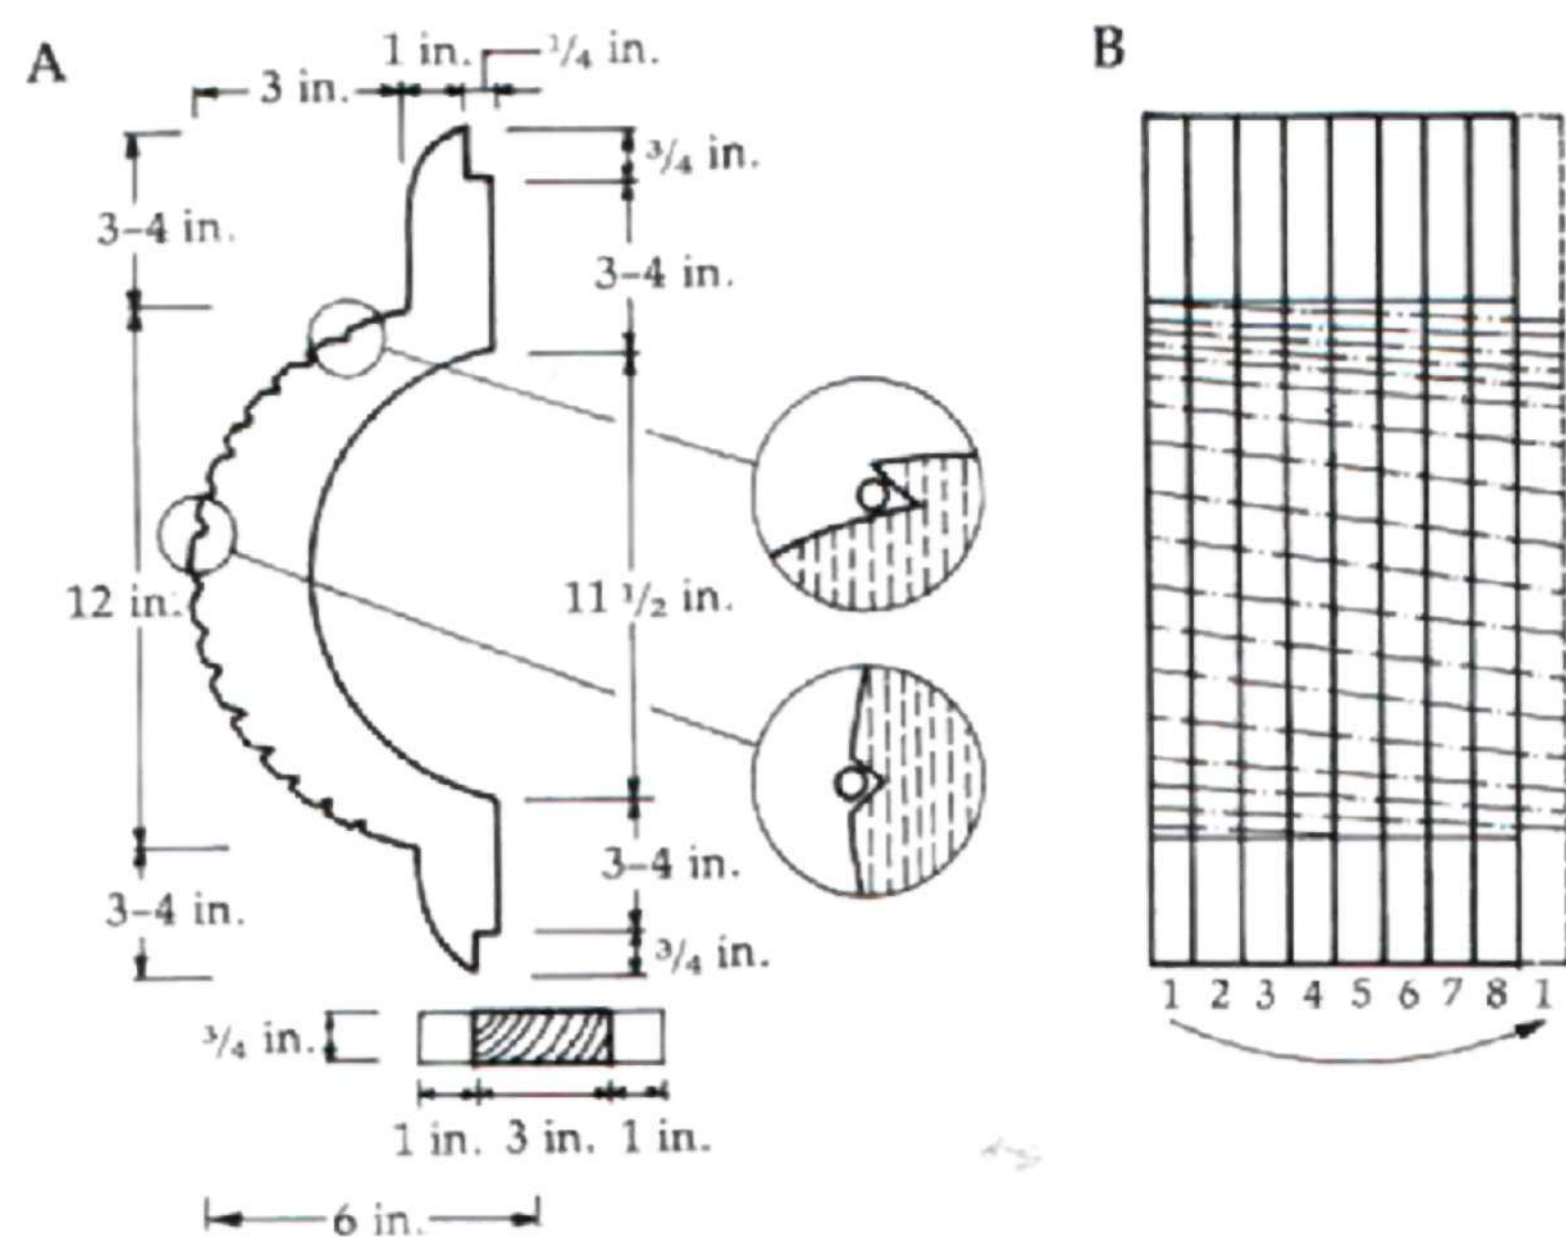 A
B
1 in.
1/4 in.
3 in.
3/4 in.
3–4 in.
3–4 in.
12 in.
11 1/2 in.
3–4 in.
3–4 in.
3/4 in.
3/4 in.
1 in. 3 in. 1 in.
6 in.
1 2 3 4 5 6 7 8 1